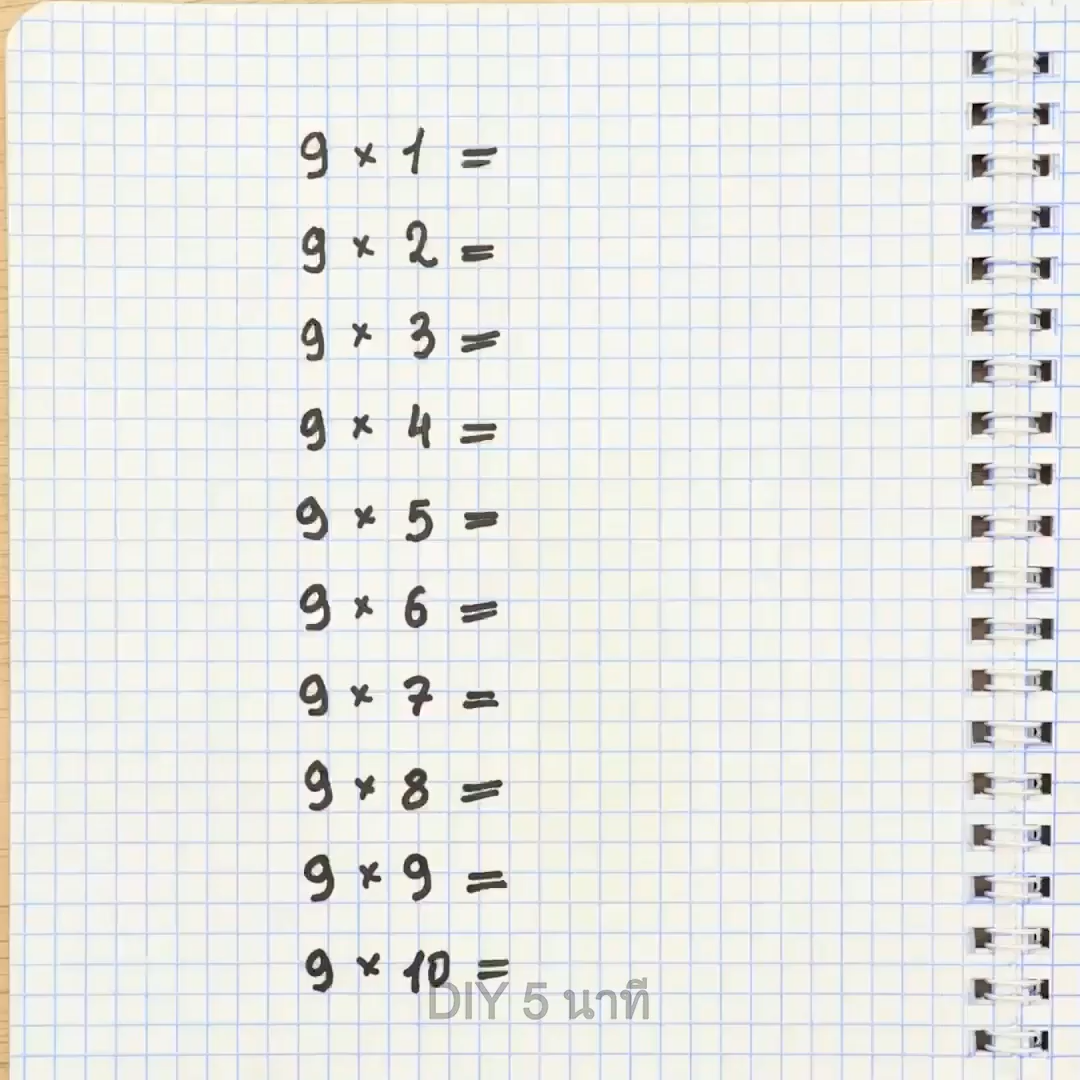 9 × 1 =
9 × 2 =
9 × 3 =
9 × 4 =
9 × 5 =
9 × 6 =
9 × 7 =
9 × 8 =
9 × 9 =
9 × 10 =
DIY 5 นาที